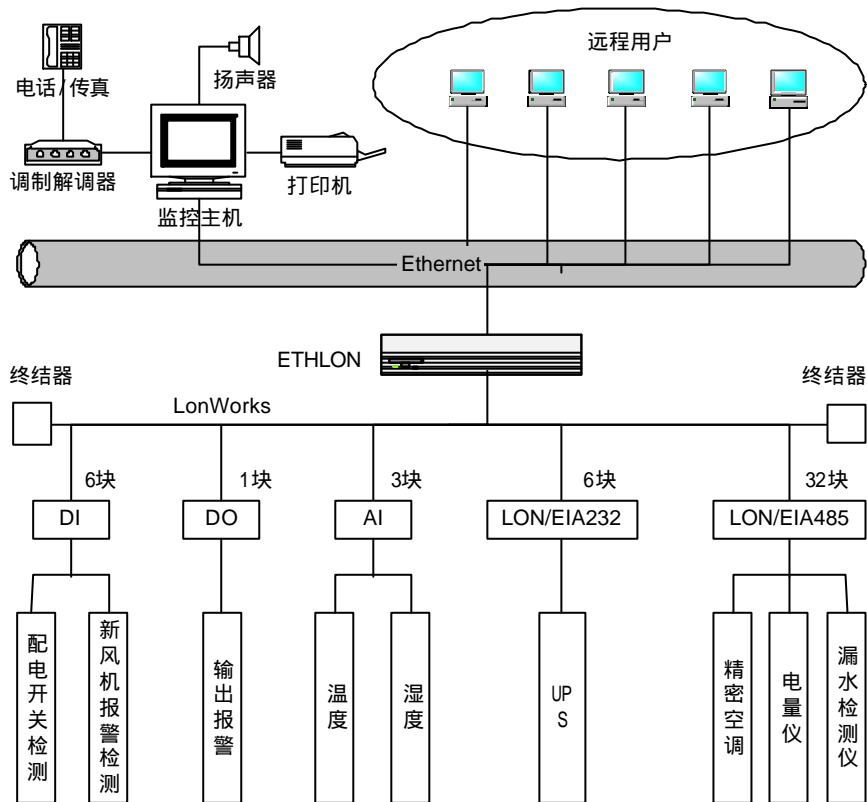 远程用户
电话/传真
扬声器
调制解调器
打印机
监控主机
Ethernet
ETHLON
终结器
终结器
LonWorks
6块
1块
3块
6块
32块
DI
DO
AI
LON/EIA232
LON/EIA485
配电开关检测
新风机报警检测
输出报警
温度
湿度
UP
S
精密空调
电量仪
漏水检测仪